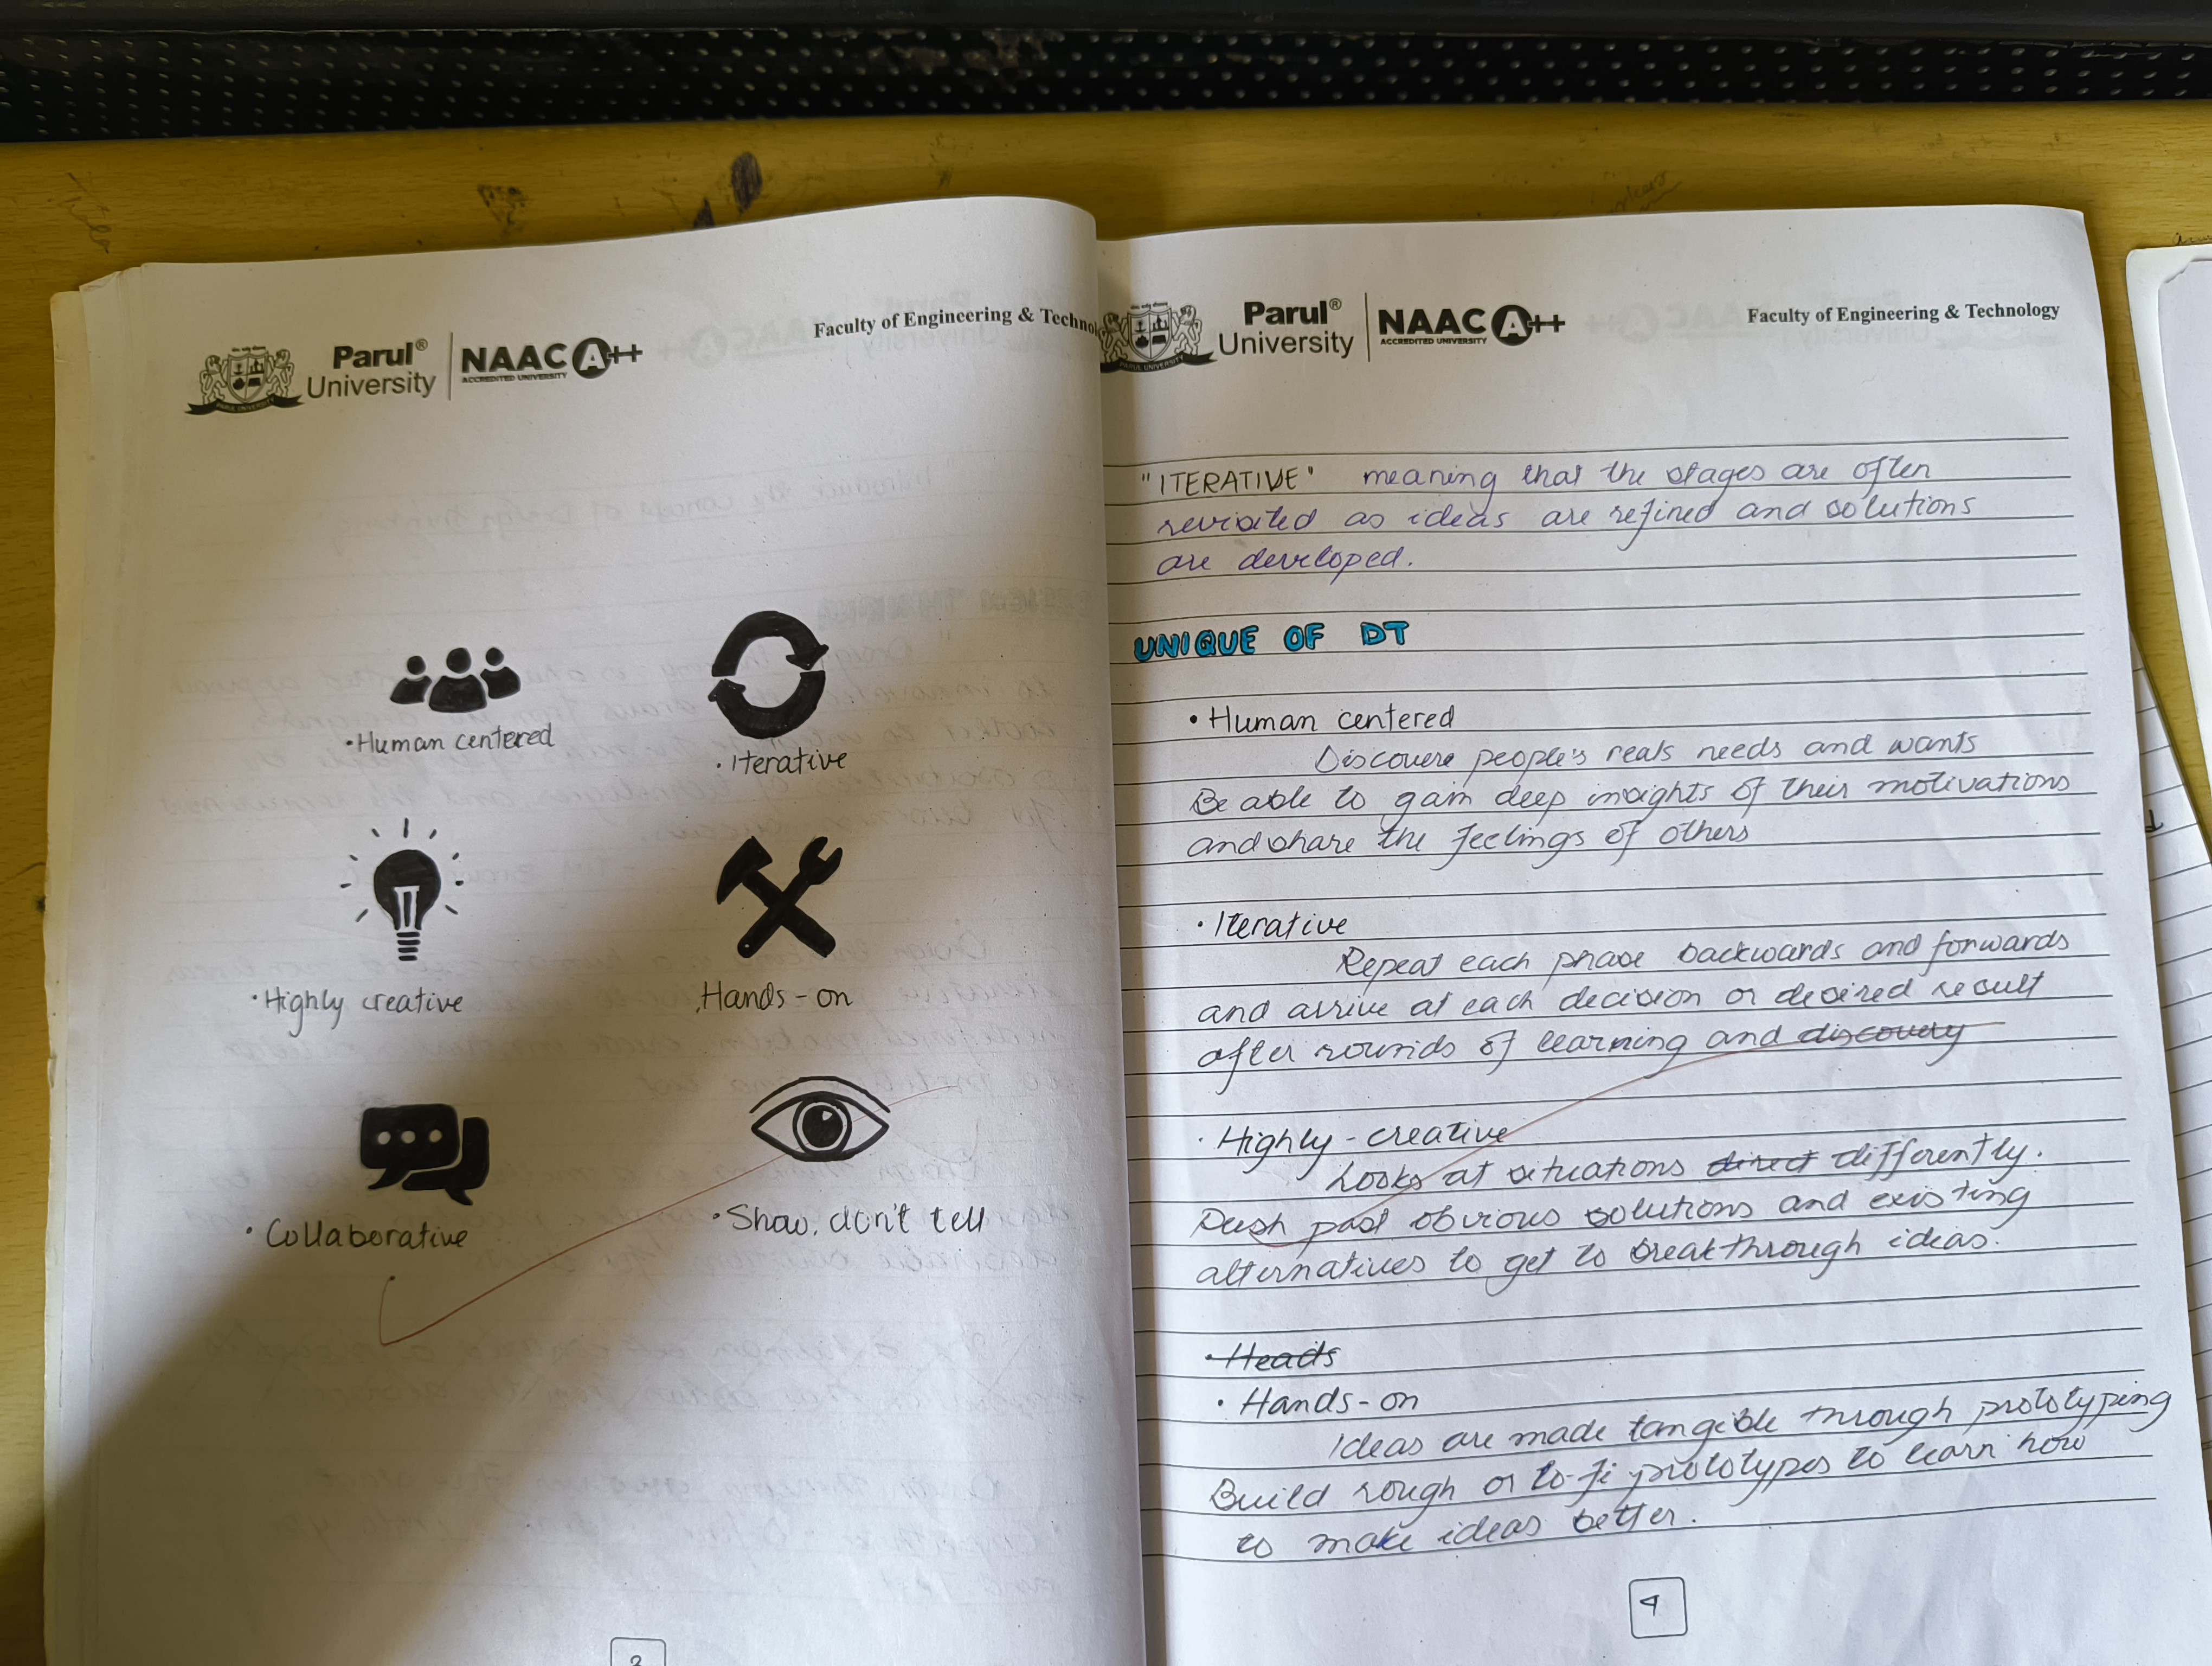 Parul® University
NAAC A++
ACCREDITED UNIVERSITY
Faculty of Engineering & Techno
Human centered
Iterative
Highly creative
Hands-on
Collaborative
Show, don't tell
3
PARUL UNIVERSITY
Parul® University
NAAC A++
ACCREDITED UNIVERSITY
Faculty of Engineering & Technology
"ITERATIVE" meaning that the stages are often
revisited as ideas are refined and solutions
are developed.
UNIQUE OF DT
• Human centered
Discovere people's reals needs and wants
Be able to gain deep insights of their motivations
and share the feelings of others
• Iterative
Repeat each phase backwards and forwards
and arrive at each decision or desired result
after rounds of learning and discovery
• Highly-creative
Looks at situations direct differently.
Push past obvious solutions and existing
alternatives to get to breakthrough ideas.
• Heads
• Hands-on
Ideas are made tangible through prototyping
Build rough or lo-fi prototypes to learn how
to make ideas better.
4